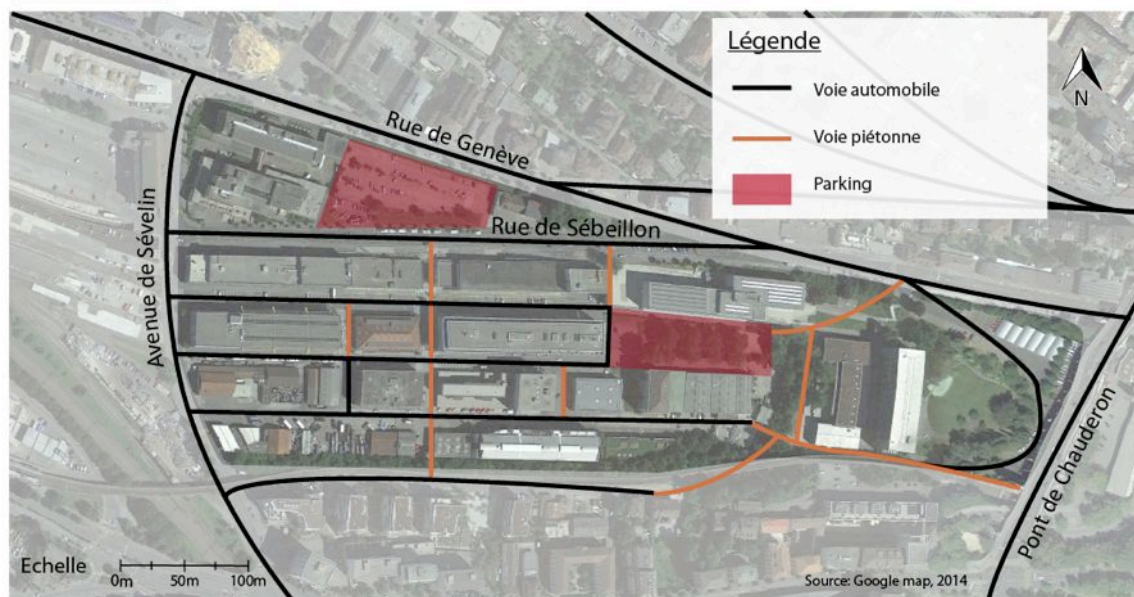 Légende
Voie automobile
Voie piétonne
Parking
N
Rue de Genève
Rue de Sébeillon
Avenue de Sévelin
Pont de Chauderon
Echelle
0m 50m 100m
Source: Google map, 2014